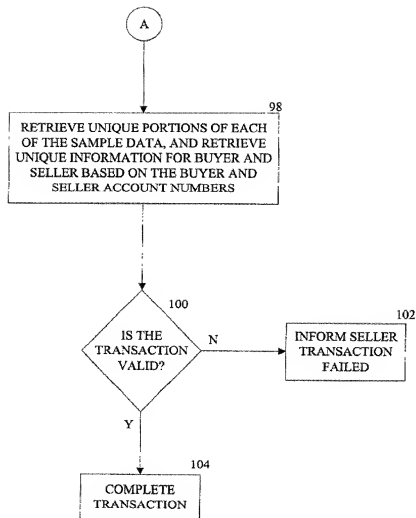 A
98
RETRIEVE UNIQUE PORTIONS OF EACH
OF THE SAMPLE DATA, AND RETRIEVE
UNIQUE INFORMATION FOR BUYER AND
SELLER BASED ON THE BUYER AND
SELLER ACCOUNT NUMBERS
100
IS THE
TRANSACTION
VALID?
N
102
INFORM SELLER
TRANSACTION
FAILED
Y
104
COMPLETE
TRANSACTION